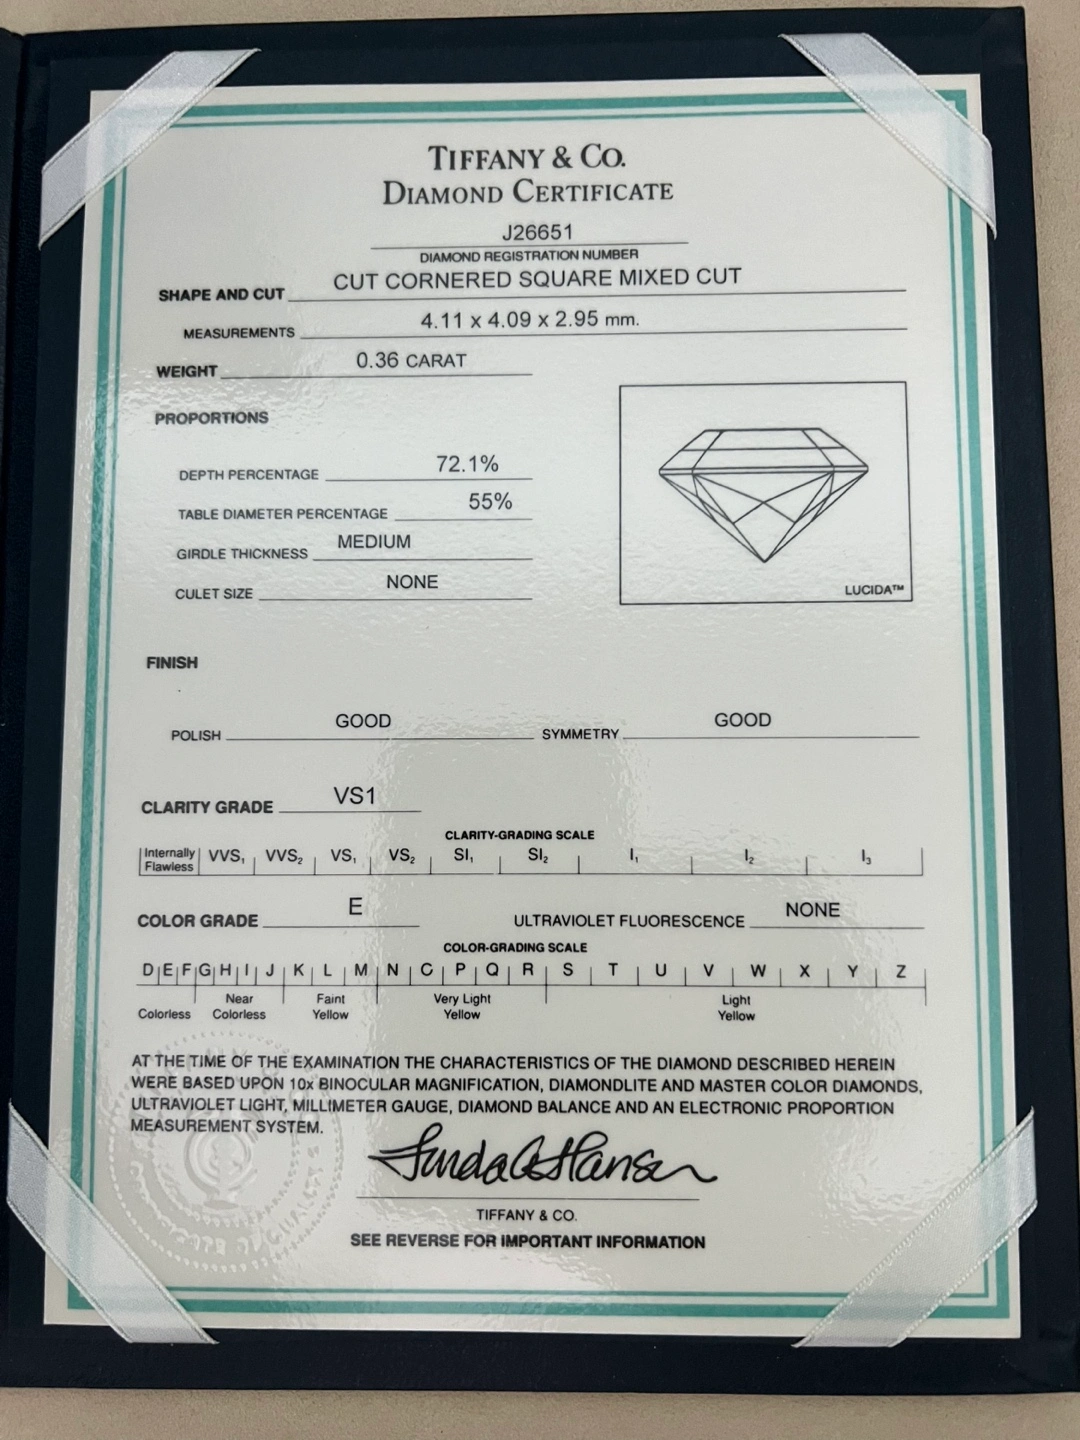 TIFFANY & CO.
DIAMOND CERTIFICATE
J26651
DIAMOND REGISTRATION NUMBER
SHAPE AND CUT CUT CORNERED SQUARE MIXED CUT
MEASUREMENTS 4.11 x 4.09 x 2.95 mm.
WEIGHT 0.36 CARAT
PROPORTIONS
DEPTH PERCENTAGE 72.1%
TABLE DIAMETER PERCENTAGE 55%
GIRDLE THICKNESS MEDIUM
CULET SIZE NONE
LUCIDA™
FINISH
POLISH GOOD SYMMETRY GOOD
CLARITY GRADE VS1
CLARITY-GRADING SCALE
Internally Flawless VVS₁ VVS₂ VS₁ VS₂ SI₁ SI₂ I₁ I₂ I₃
COLOR GRADE E ULTRAVIOLET FLUORESCENCE NONE
COLOR-GRADING SCALE
D E F G H I J K L M N O P Q R S T U V W X Y Z
Colorless Near Colorless Faint Yellow Very Light Yellow Light Yellow
AT THE TIME OF THE EXAMINATION THE CHARACTERISTICS OF THE DIAMOND DESCRIBED HEREIN
WERE BASED UPON 10x BINOCULAR MAGNIFICATION, DIAMONDLITE AND MASTER COLOR DIAMONDS,
ULTRAVIOLET LIGHT, MILLIMETER GAUGE, DIAMOND BALANCE AND AN ELECTRONIC PROPORTION
MEASUREMENT SYSTEM.
TIFFANY & CO.
SEE REVERSE FOR IMPORTANT INFORMATION